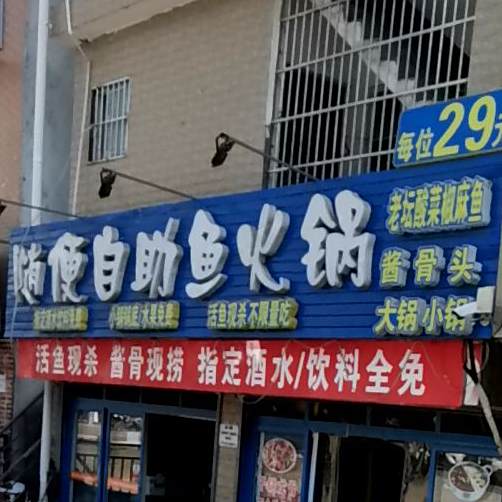 每位29元
随便自助鱼火锅
老坛酸菜椒麻鱼
酱骨头
大锅小锅
活鱼现杀不限量吃
活鱼现杀 酱骨现捞 指定酒水/饮料全免